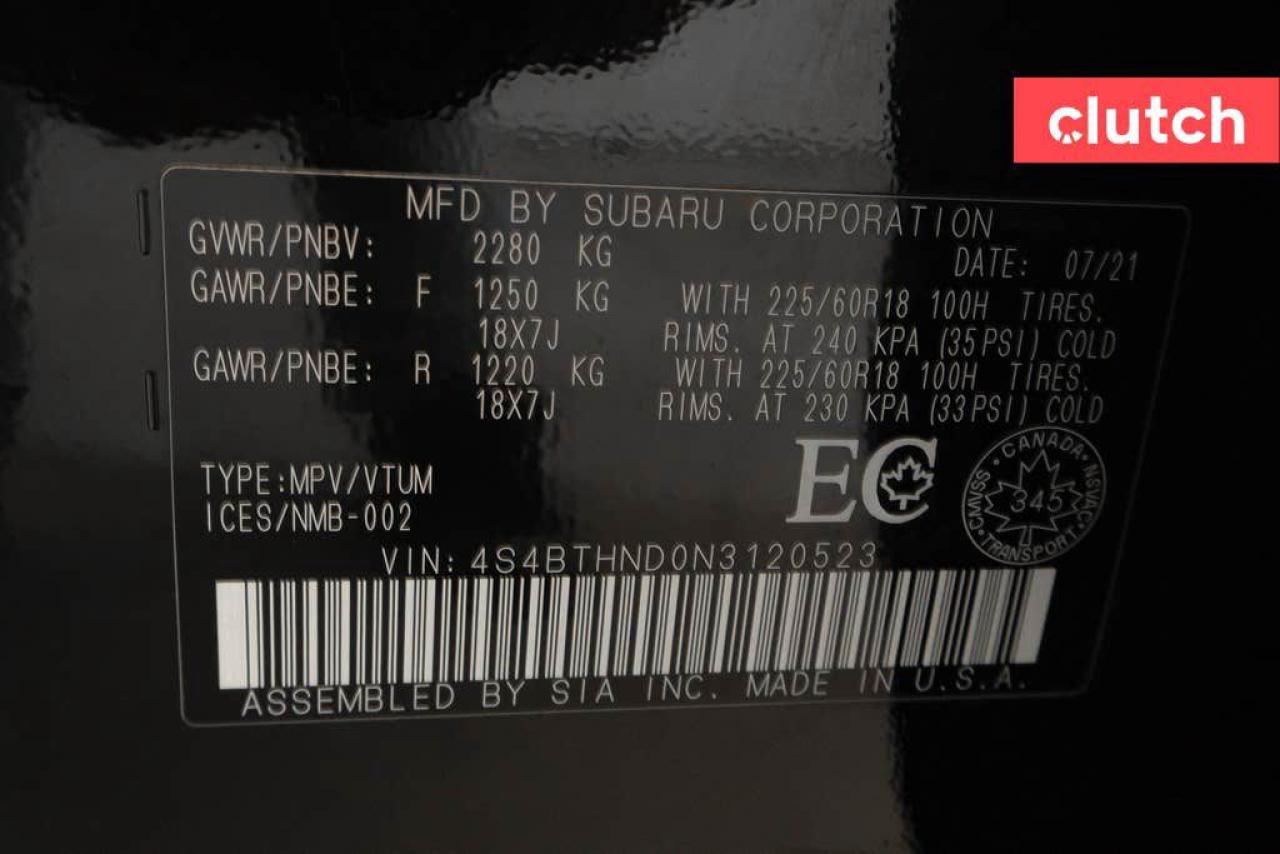 clutch
MFD BY SUBARU CORPORATION
GVWR/PNBV: 2280 KG DATE: 07/21
GAWR/PNBE: F 1250 KG WITH 225/60R18 100H TIRES.
18X7J RIMS. AT 240 KPA (35PSI) COLD
GAWR/PNBE: R 1220 KG WITH 225/60R18 100H TIRES.
18X7J RIMS. AT 230 KPA (33PSI) COLD
EC
CANADA
CMVSS · NSVAC
345
TRANSPORT
TYPE:MPV/VTUM
ICES/NMB-002
VIN: 4S4BTHND0N3120523
ASSEMBLED BY SIA INC. MADE IN U.S.A.